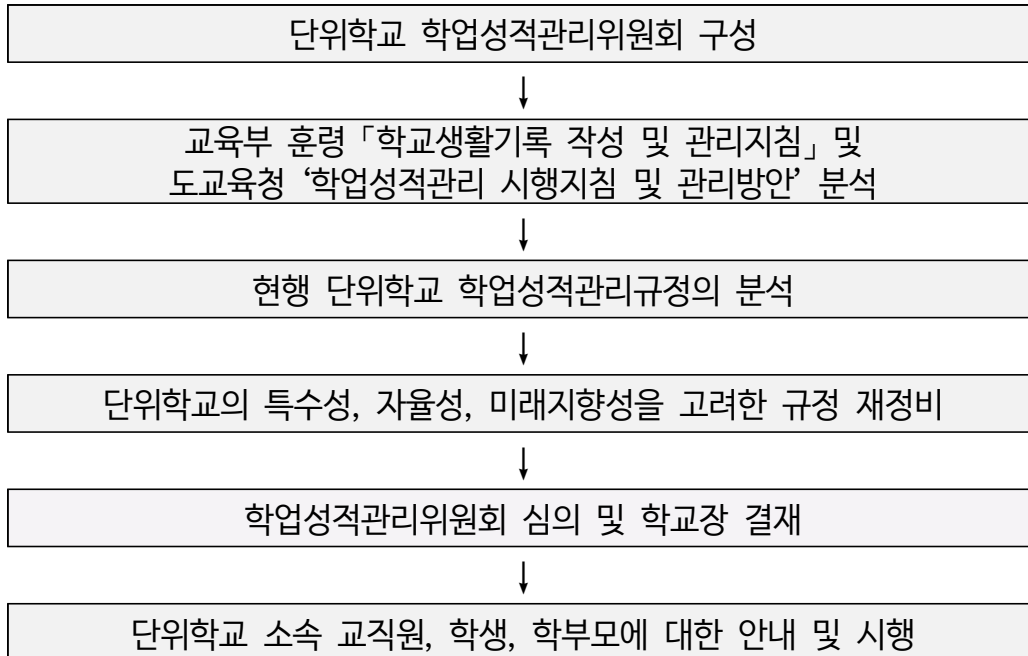 단위학교 학업성적관리위원회 구성
↓
교육부 훈령「학교생활기록 작성 및 관리지침」및
도교육청 ‘학업성적관리 시행지침 및 관리방안’ 분석
↓
현행 단위학교 학업성적관리규정의 분석
↓
단위학교의 특수성, 자율성, 미래지향성을 고려한 규정 재정비
↓
학업성적관리위원회 심의 및 학교장 결재
↓
단위학교 소속 교직원, 학생, 학부모에 대한 안내 및 시행